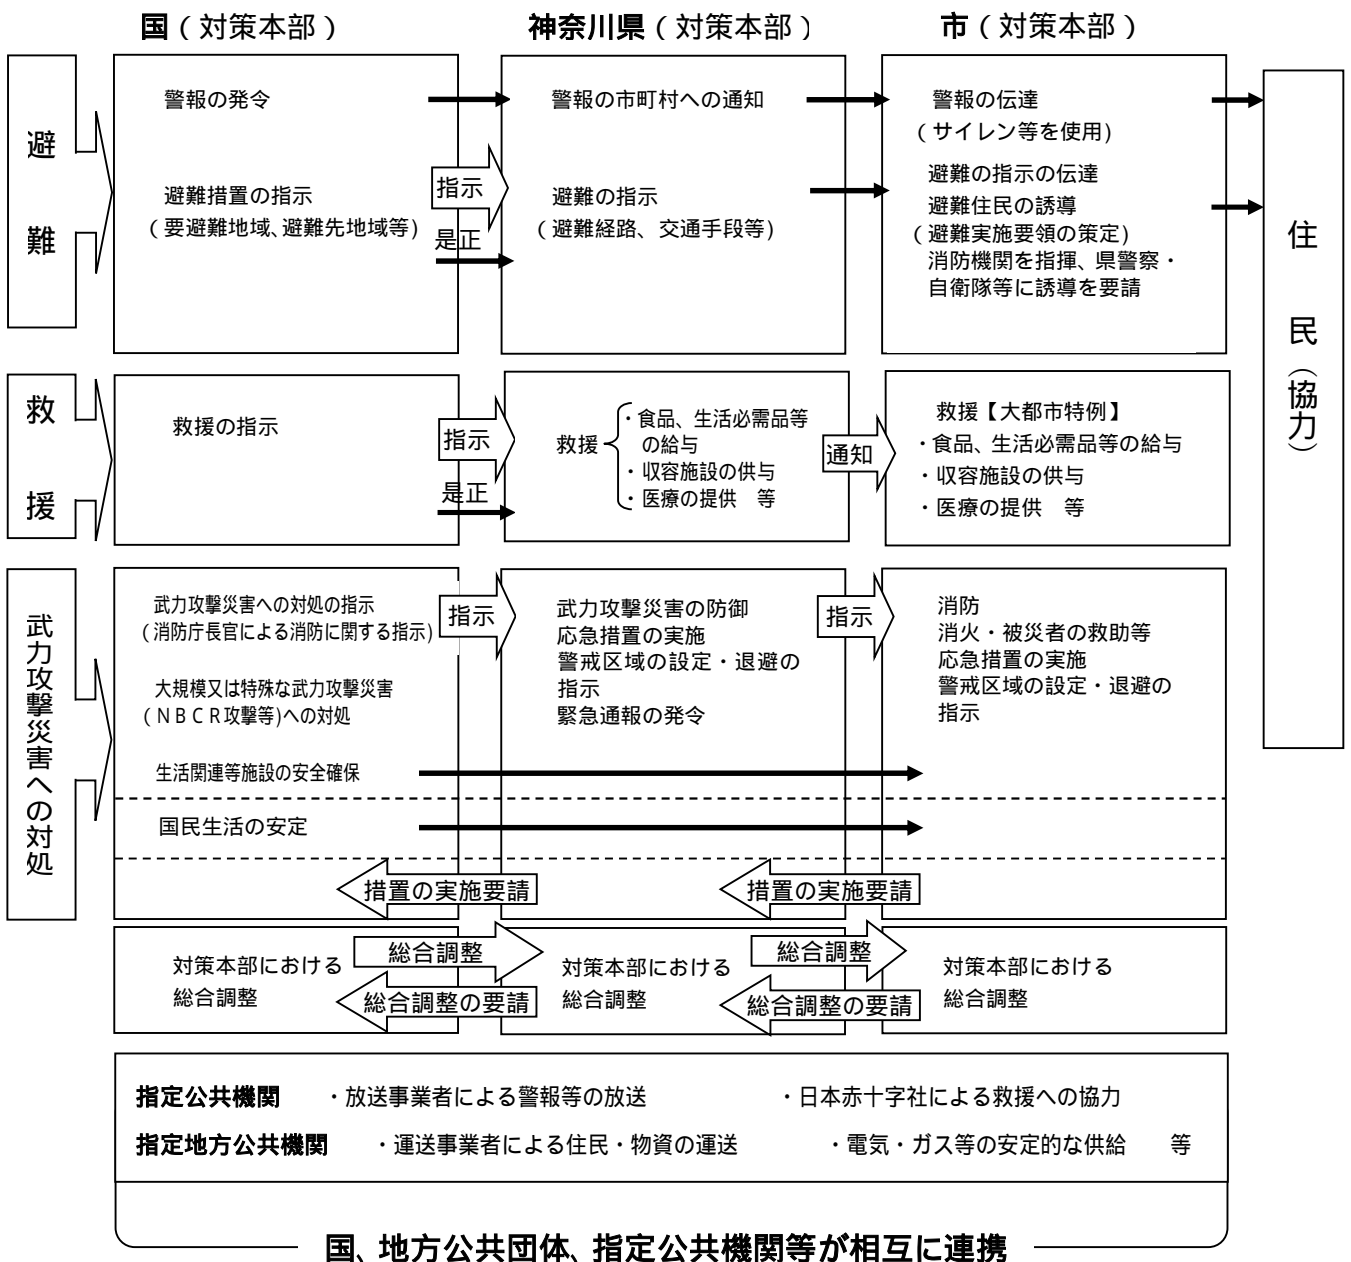 国（対策本部）
神奈川県（対策本部）
市（対策本部）
避難
警報の発令
避難措置の指示
（要避難地域、避難先地域等）
指示
是正
警報の市町村への通知
避難の指示
（避難経路、交通手段等）
警報の伝達
（サイレン等を使用）
避難の指示の伝達
避難住民の誘導
（避難実施要領の策定）
消防機関を指揮、県警察・
自衛隊等に誘導を要請
住民（協力）
救援
救援の指示
指示
是正
救援
・食品、生活必需品等
の給与
・収容施設の供与
・医療の提供　等
通知
救援【大都市特例】
・食品、生活必需品等の給与
・収容施設の供与
・医療の提供　等
武力攻撃災害への対処
武力攻撃災害への対処の指示
（消防庁長官による消防に関する指示）
大規模又は特殊な武力攻撃災害
（ＮＢＣＲ攻撃等）への対処
生活関連等施設の安全確保
国民生活の安定
指示
武力攻撃災害の防御
応急措置の実施
警戒区域の設定・退避の
指示
緊急通報の発令
指示
消防
消火・被災者の救助等
応急措置の実施
警戒区域の設定・退避の
指示
措置の実施要請
措置の実施要請
対策本部における
総合調整
総合調整
総合調整の要請
対策本部における
総合調整
総合調整
総合調整の要請
対策本部における
総合調整
指定公共機関　・放送事業者による警報等の放送　・日本赤十字社による救援への協力
指定地方公共機関　・運送事業者による住民・物資の運送　・電気・ガス等の安定的な供給　等
国、地方公共団体、指定公共機関等が相互に連携